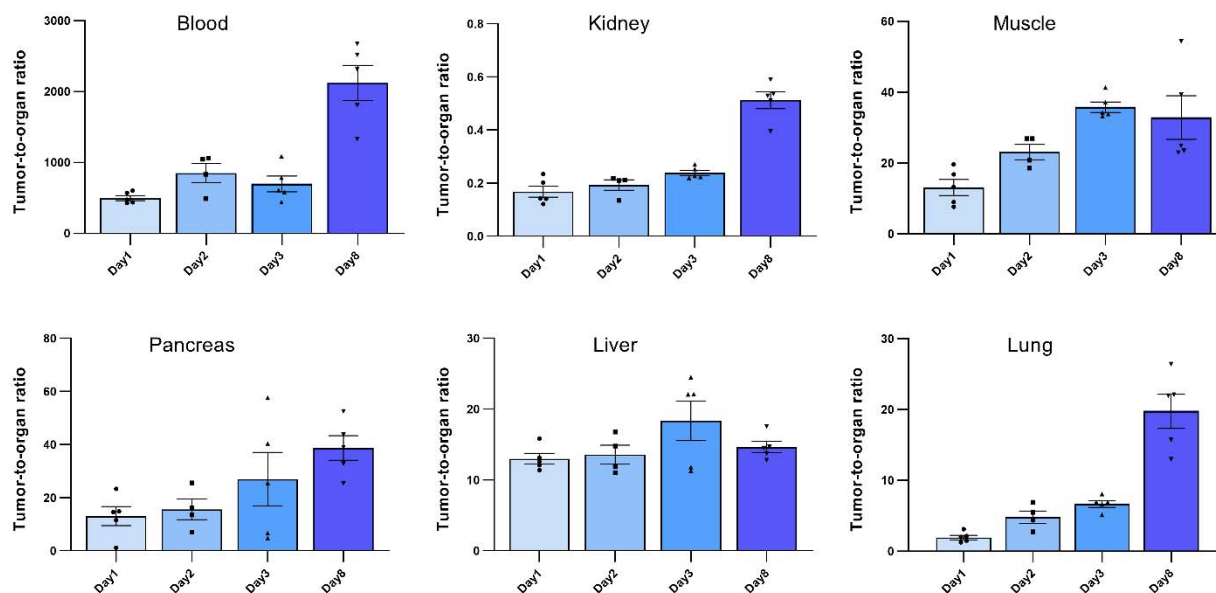 Blood
Tumor-to-organ ratio
3000
2000
1000
0
Day1
Day2
Day3
Day8
Kidney
Tumor-to-organ ratio
0.8
0.6
0.4
0.2
0.0
Day1
Day2
Day3
Day8
Muscle
Tumor-to-organ ratio
60
40
20
0
Day1
Day2
Day3
Day8
Pancreas
Tumor-to-organ ratio
80
60
40
20
0
Day1
Day2
Day3
Day8
Liver
Tumor-to-organ ratio
30
20
10
0
Day1
Day2
Day3
Day8
Lung
Tumor-to-organ ratio
30
20
10
0
Day1
Day2
Day3
Day8